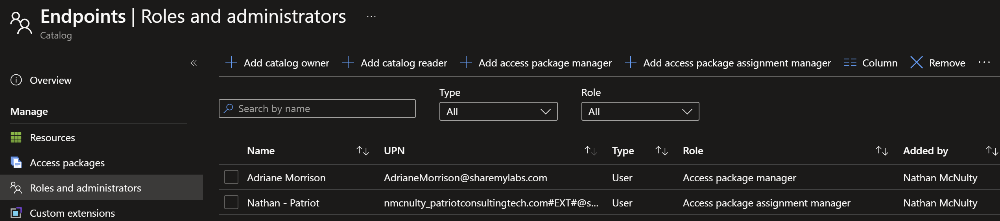 Endpoints | Roles and administrators ...
Catalog
Add catalog owner Add catalog reader Add access package manager Add access package assignment manager Column Remove ...
Overview
Manage
Resources
Access packages
Roles and administrators
Custom extensions
Type Role
Search by name All All
Name UPN Type Role Added by
Adriane Morrison AdrianeMorrison@sharemylabs.com User Access package manager Nathan McNulty
Nathan - Patriot nmcnulty_patriotconsultingtech.com#EXT#@s... User Access package assignment manager Nathan McNulty